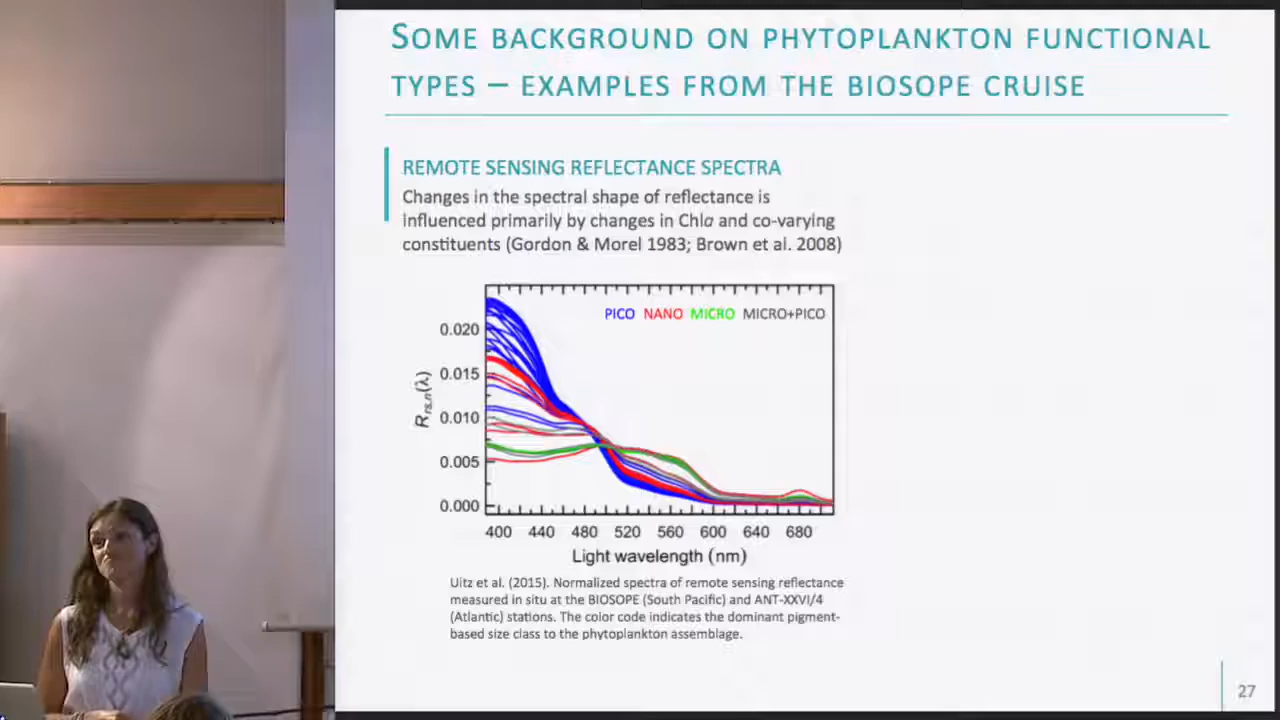 SOME BACKGROUND ON PHYTOPLANKTON FUNCTIONAL
TYPES – EXAMPLES FROM THE BIOSOPE CRUISE
REMOTE SENSING REFLECTANCE SPECTRA
Changes in the spectral shape of reflectance is
influenced primarily by changes in Chla and co-varying
constituents (Gordon & Morel 1983; Brown et al. 2008)
PICO NANO MICRO MICRO+PICO
0.020
0.015
0.010
0.005
0.000
Rrs,n(λ)
400 440 480 520 560 600 640 680
Light wavelength (nm)
Uitz et al. (2015). Normalized spectra of remote sensing reflectance
measured in situ at the BIOSOPE (South Pacific) and ANT-XXVI/4
(Atlantic) stations. The color code indicates the dominant pigment-
based size class to the phytoplankton assemblage.
27